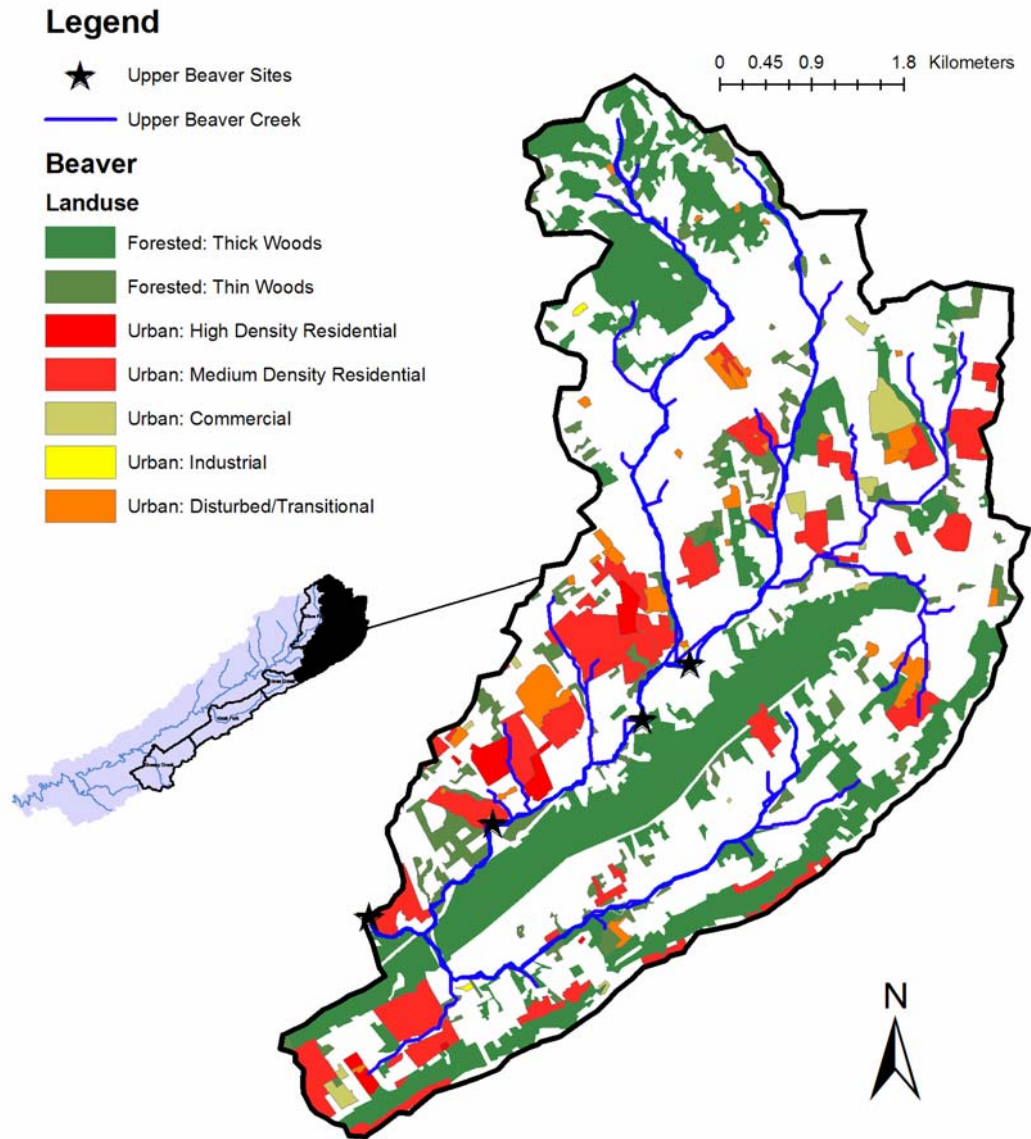 Legend
Upper Beaver Sites
Upper Beaver Creek
Beaver
Landuse
Forested: Thick Woods
Forested: Thin Woods
Urban: High Density Residential
Urban: Medium Density Residential
Urban: Commercial
Urban: Industrial
Urban: Disturbed/Transitional
0 0.45 0.9 1.8 Kilometers
N